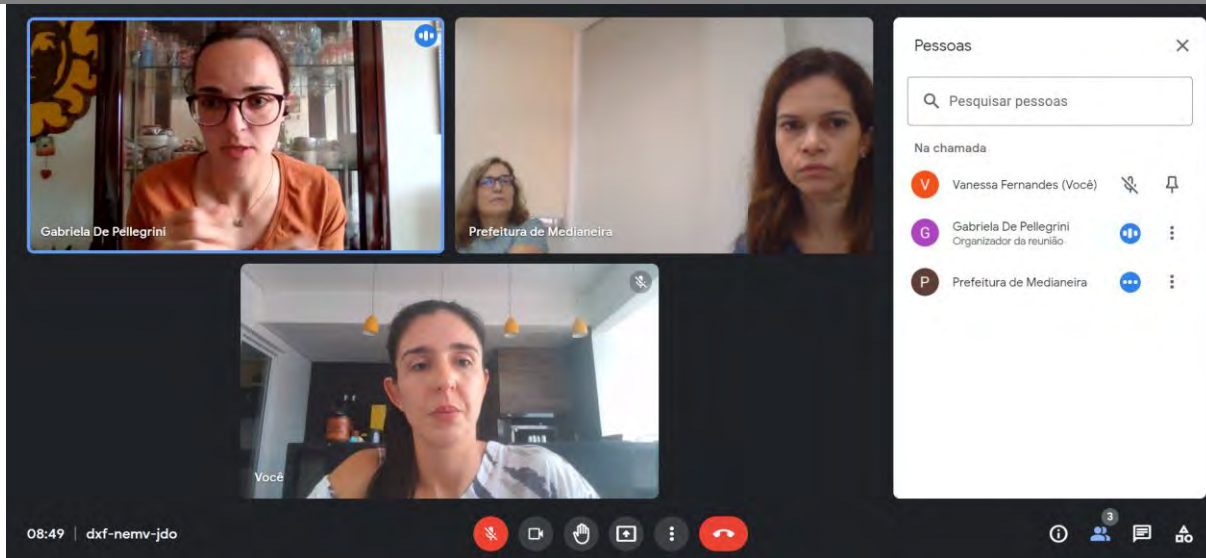 Gabriela De Pellegrini
Prefeitura de Medianeira
Você
Pessoas
Pesquisar pessoas
Na chamada
V
Vanessa Fernandes (Você)
G
Gabriela De Pellegrini
Organizador da reunião
P
Prefeitura de Medianeira
08:49 | dxf-nemv-jdo
3